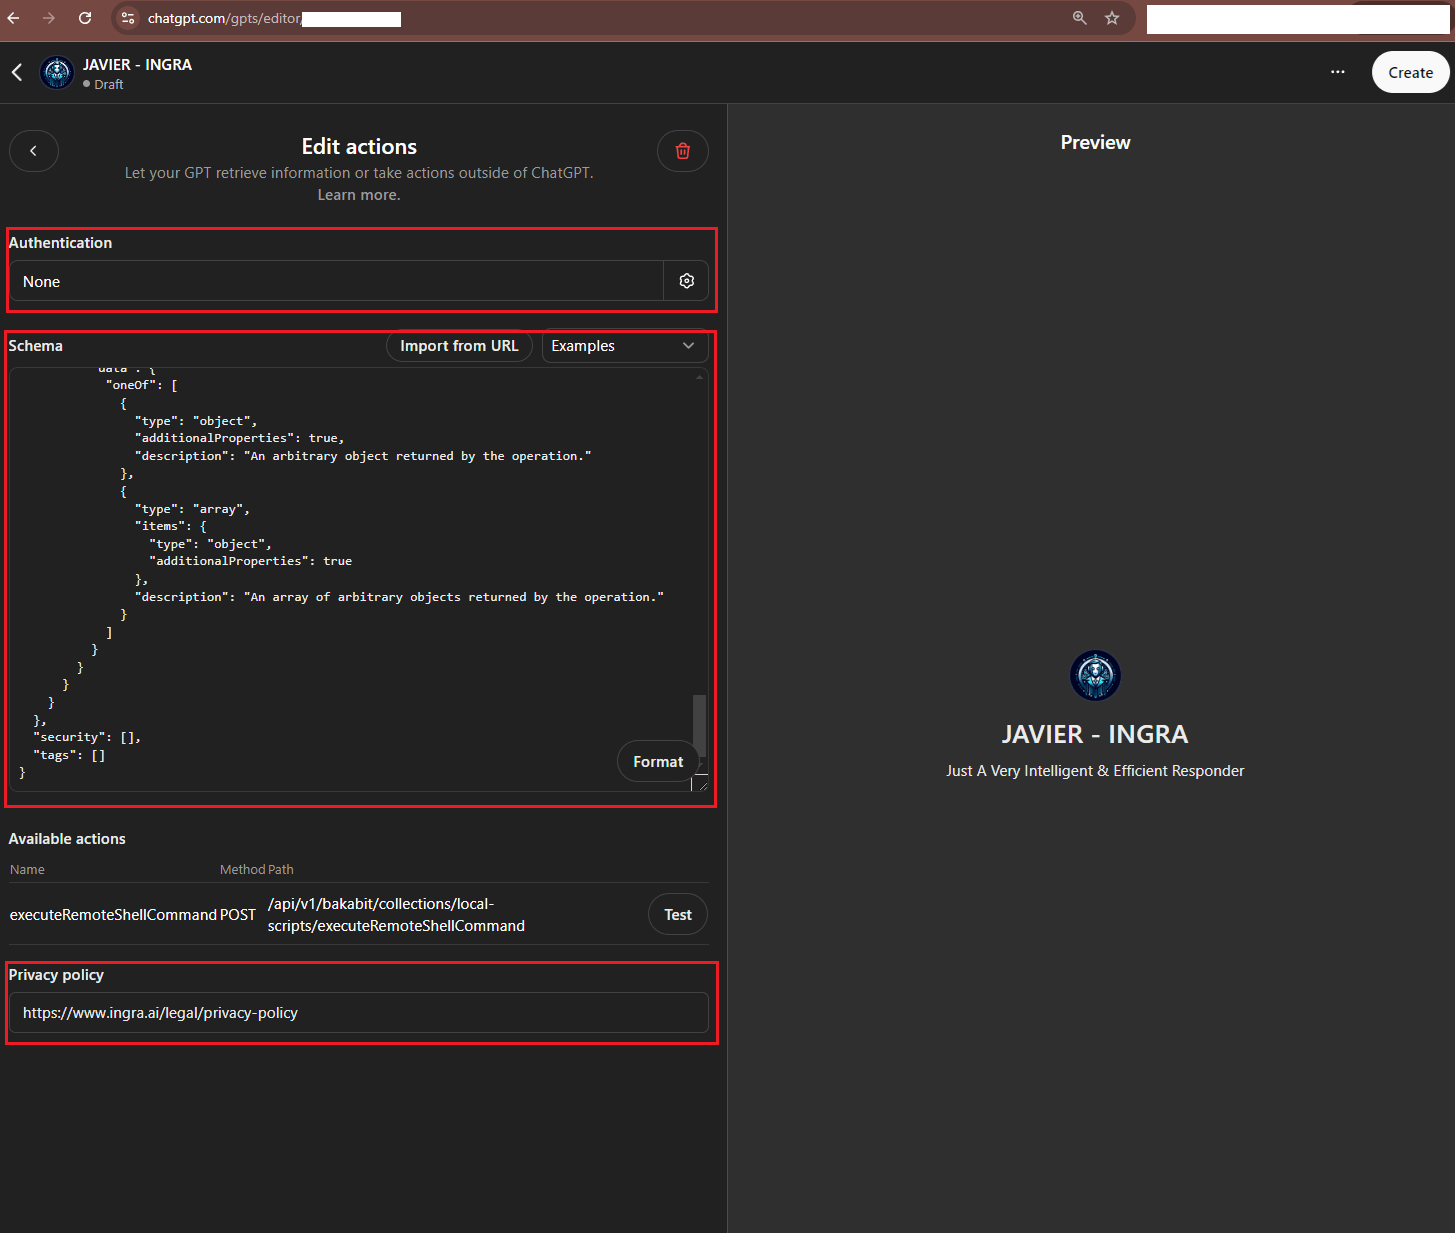 chatgpt.com/gpts/editor/
JAVIER - INGRA
Draft
Create
Edit actions
Let your GPT retrieve information or take actions outside of ChatGPT.
Learn more.
Authentication
None
Schema
Import from URL
Examples
"data": {
"oneOf": [
{
"type": "object",
"additionalProperties": true,
"description": "An arbitrary object returned by the operation."
},
{
"type": "array",
"items": {
"type": "object",
"additionalProperties": true
},
"description": "An array of arbitrary objects returned by the operation."
}
]
}
}
}
}
},
"security": [],
"tags": []
}
Format
Available actions
Name Method Path
executeRemoteShellCommand POST /api/v1/bakabit/collections/local-
scripts/executeRemoteShellCommand
Test
Privacy policy
https://www.ingra.ai/legal/privacy-policy
Preview
JAVIER - INGRA
Just A Very Intelligent & Efficient Responder